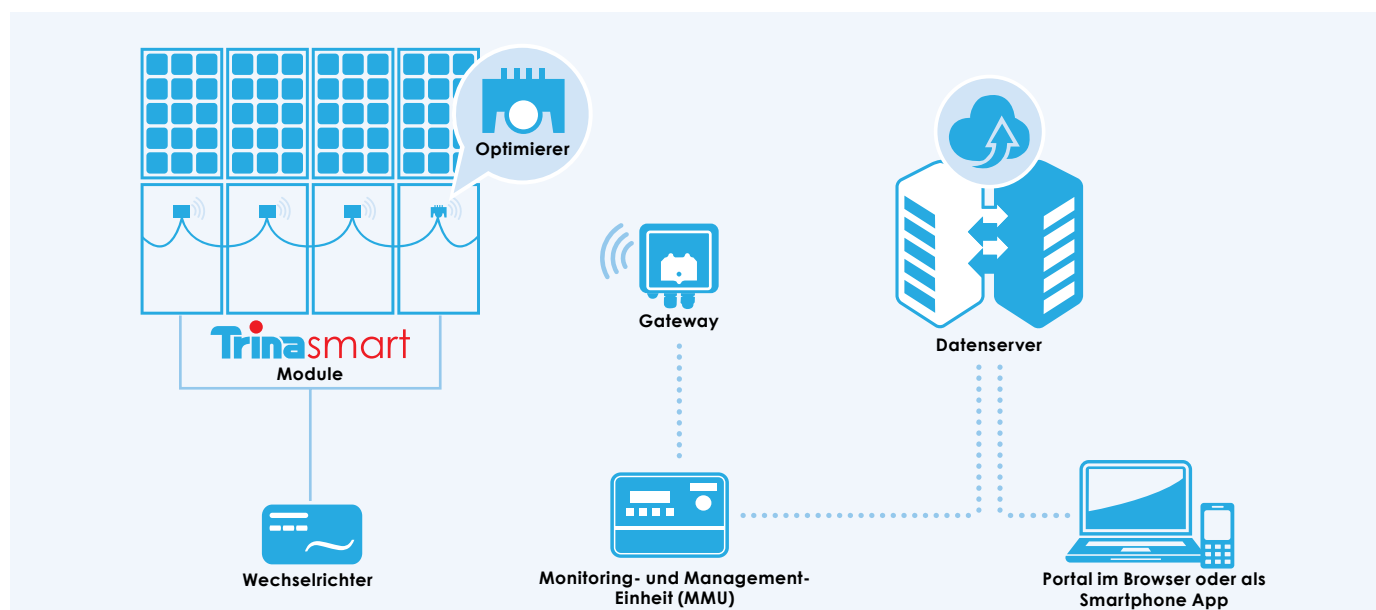 Optimierer
Trinasmart
Module
Gateway
Datenserver
Wechselrichter
Monitoring- und Management-
Einheit (MMU)
Portal im Browser oder als
Smartphone App